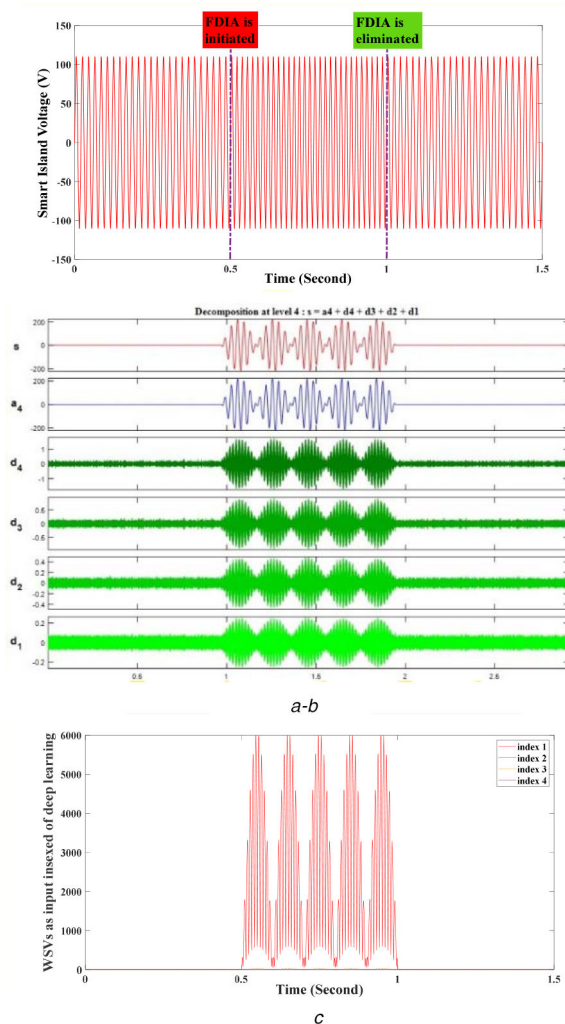 FDIA is
initiated
FDIA is
eliminated
150
100
50
0
-50
-100
-150
Smart Island Voltage (V)
0
0.5
1
1.5
Time (Second)
Decomposition at level 4 : s = a4 + d4 + d3 + d2 + d1
s
200
0
-200
a4
200
0
-200
d4
1
0
-1
d3
0.5
0
-0.5
d2
0.4
0.2
0
-0.2
-0.4
d1
0.2
0
-0.2
0.5
1
1.5
2
2.5
a-b
6000
5000
4000
3000
2000
1000
0
WSVs as input insexed of deep learning
index 1
index 2
index 3
index 4
0
0.5
1
1.5
Time (Second)
c